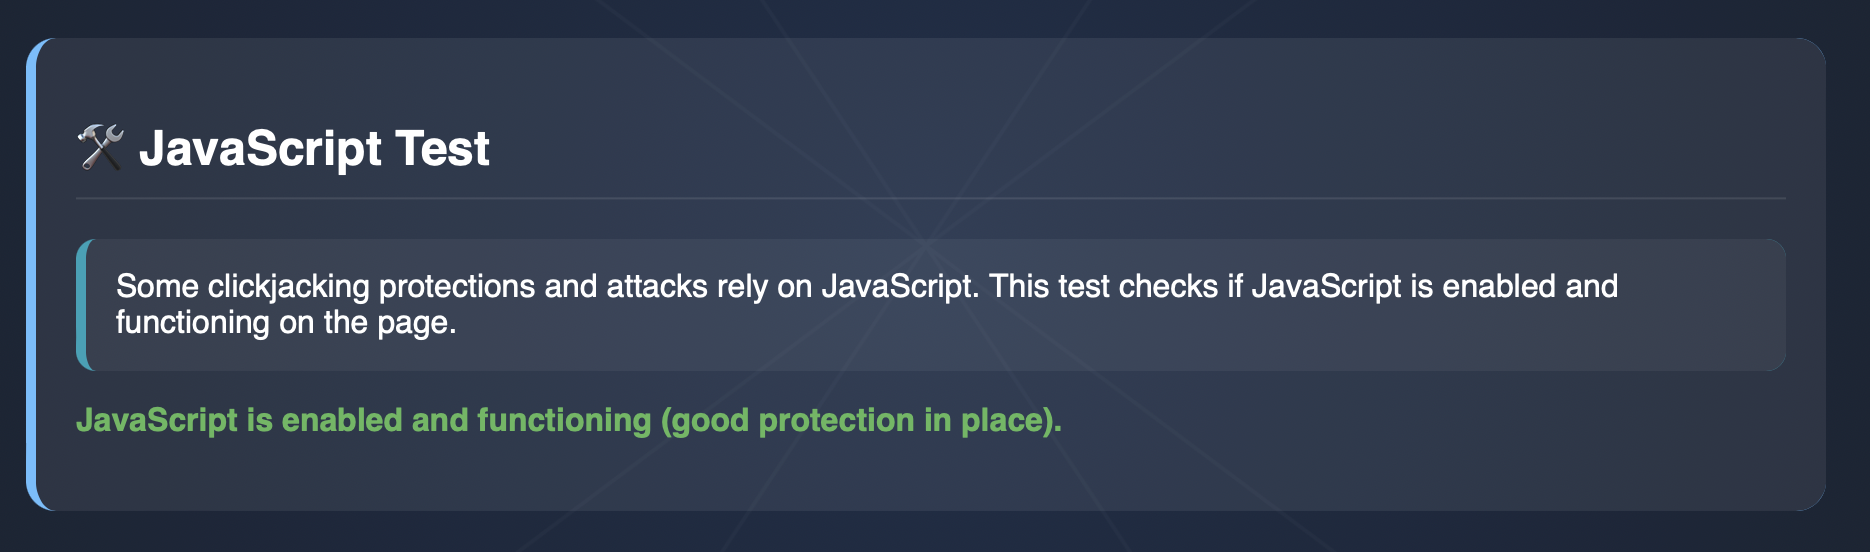 🛠️ JavaScript Test
Some clickjacking protections and attacks rely on JavaScript. This test checks if JavaScript is enabled and
functioning on the page.
JavaScript is enabled and functioning (good protection in place).